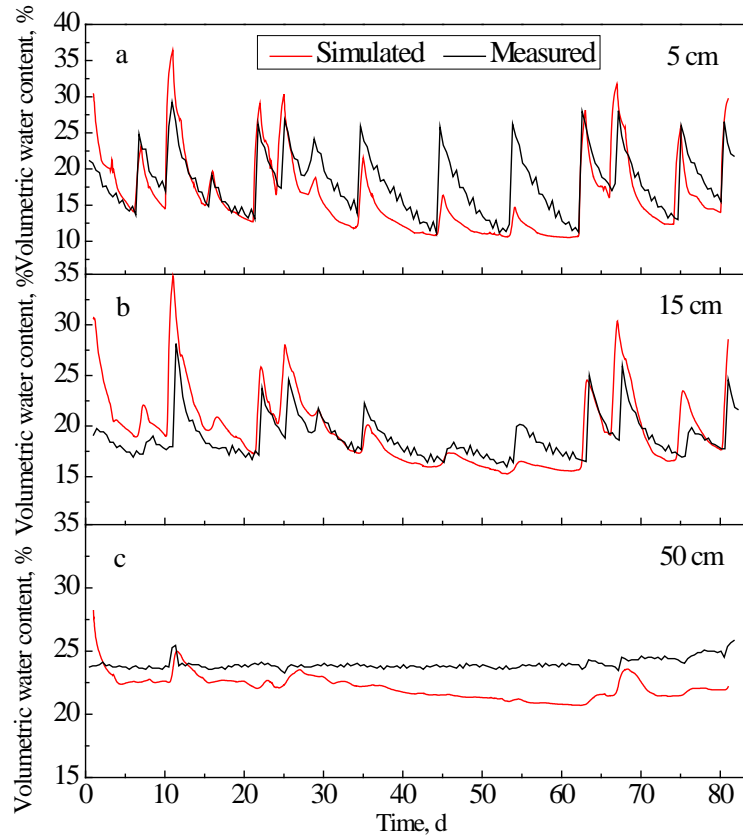 40
35
30
25
20
15
10
Volumetric water content, %
a
Simulated
Measured
5 cm
35
30
25
20
15
Volumetric water content, %
b
15 cm
35
30
25
20
15
Volumetric water content, %
c
50 cm
0 10 20 30 40 50 60 70 80
Time, d